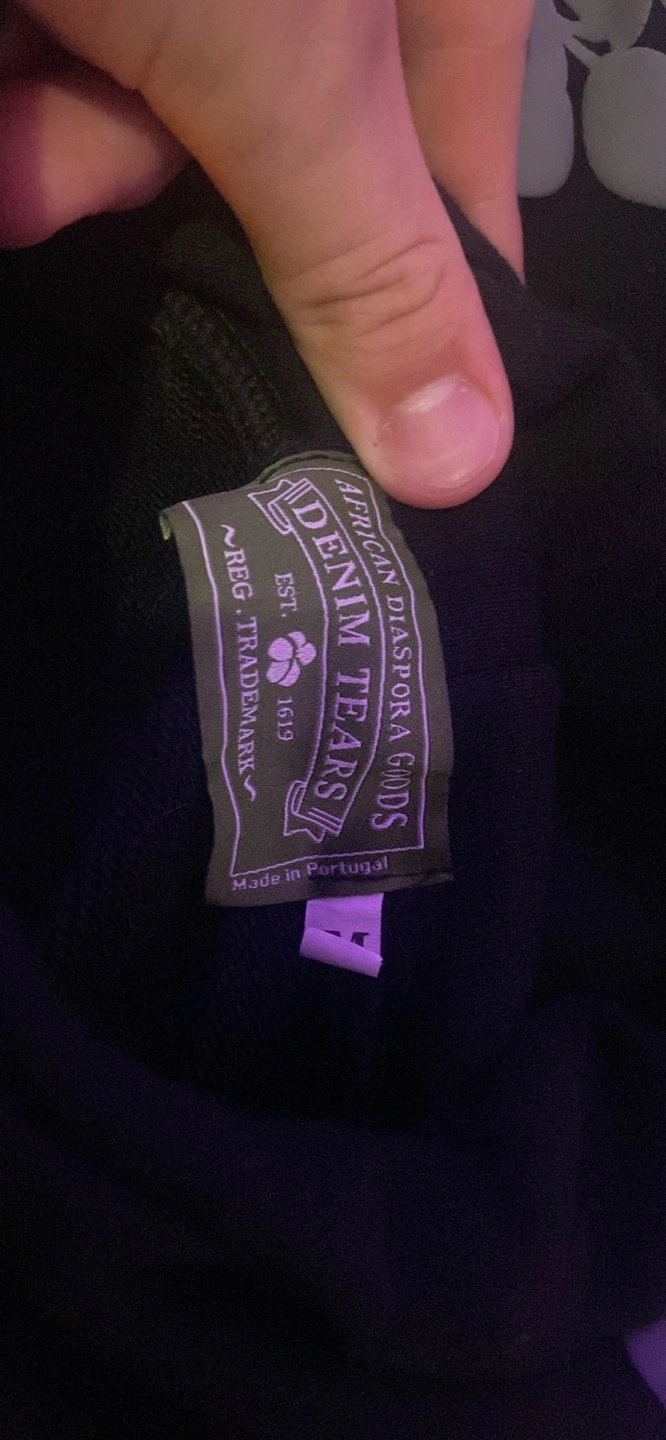 AFRICAN DIASPORA GOODS
DENIM TEARS
EST. 1619
~REG. TRADEMARK~
Made in Portugal
M